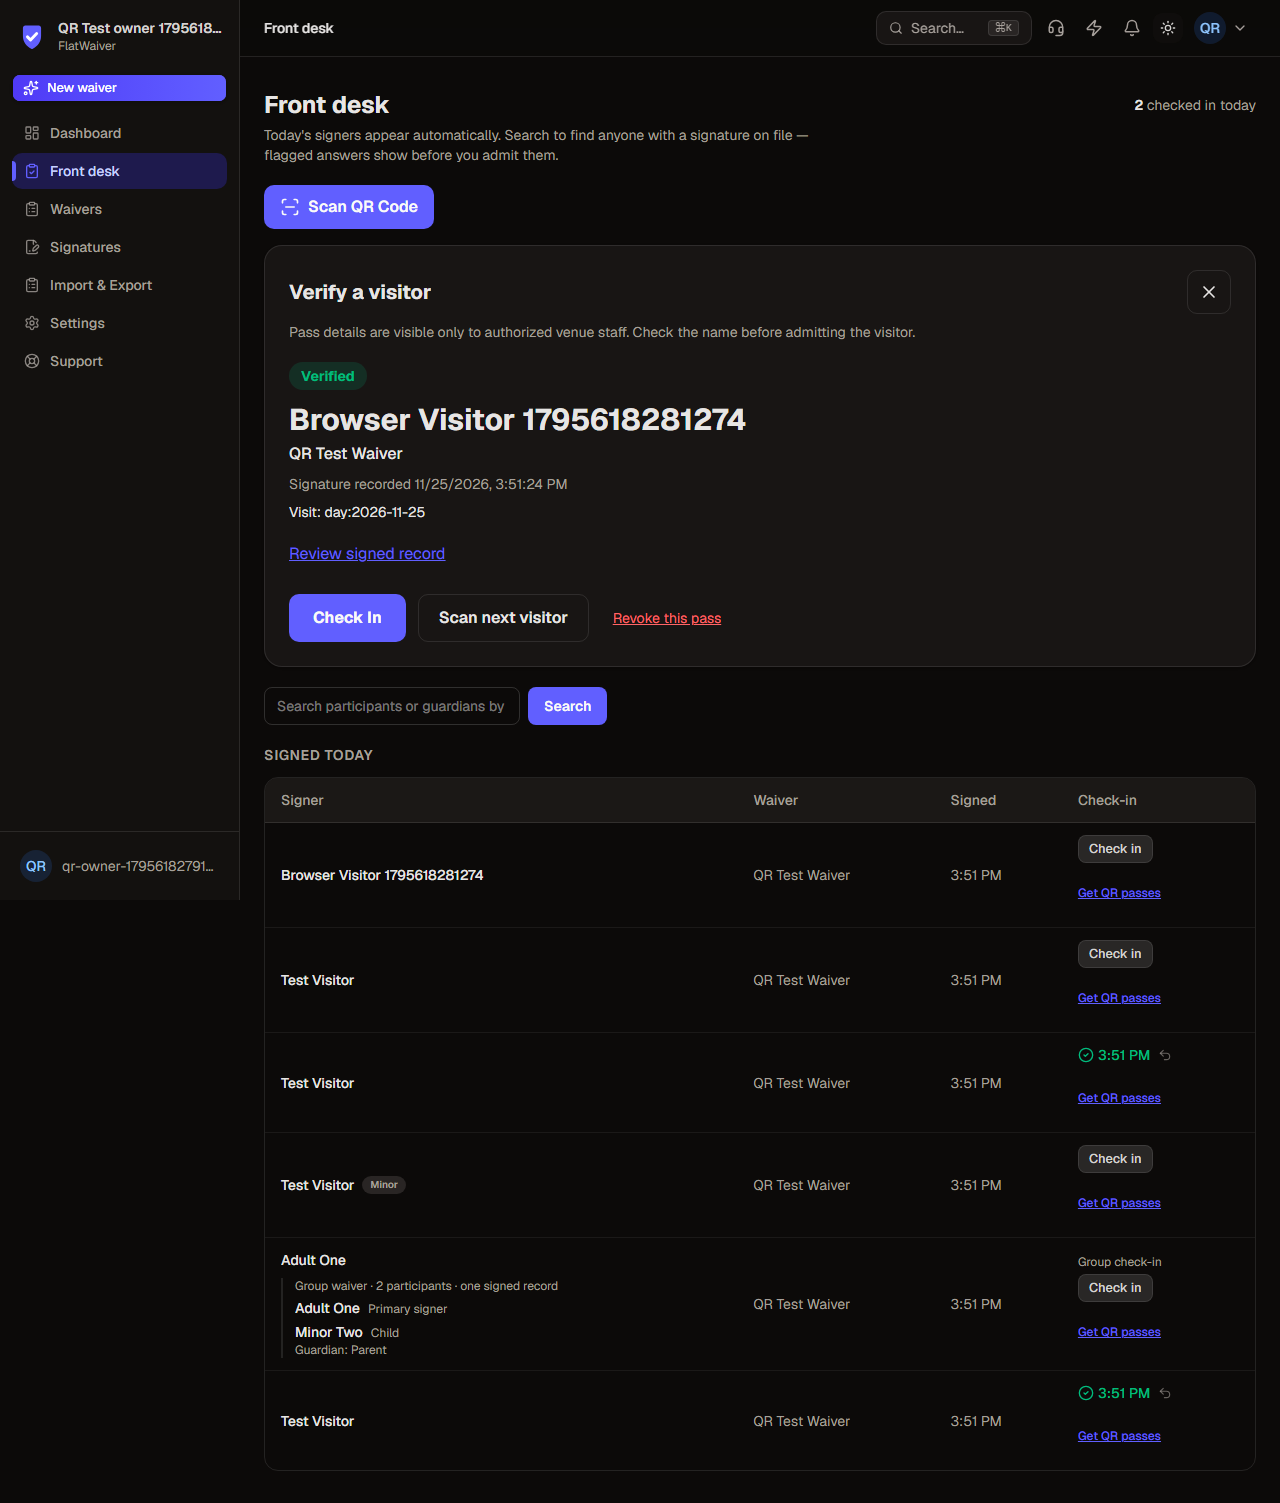 QR Test owner 1795618...
FlatWaiver
New waiver
Dashboard
Front desk
Waivers
Signatures
Import & Export
Settings
Support
QR
qr-owner-17956182791...
Front desk
Search...
⌘K
QR
Front desk
2 checked in today
Today's signers appear automatically. Search to find anyone with a signature on file —
flagged answers show before you admit them.
Scan QR Code
Verify a visitor
Pass details are visible only to authorized venue staff. Check the name before admitting the visitor.
Verified
Browser Visitor 1795618281274
QR Test Waiver
Signature recorded 11/25/2026, 3:51:24 PM
Visit: day:2026-11-25
Review signed record
Check In
Scan next visitor
Revoke this pass
Search participants or guardians by
Search
SIGNED TODAY
Signer Waiver Signed Check-in
Browser Visitor 1795618281274 QR Test Waiver 3:51 PM
Check in
Get QR passes
Test Visitor QR Test Waiver 3:51 PM
Check in
Get QR passes
Test Visitor QR Test Waiver 3:51 PM
3:51 PM
Get QR passes
Test Visitor Minor QR Test Waiver 3:51 PM
Check in
Get QR passes
Adult One
Group waiver · 2 participants · one signed record
Adult One Primary signer
Minor Two Child
Guardian: Parent
QR Test Waiver 3:51 PM
Group check-in
Check in
Get QR passes
Test Visitor QR Test Waiver 3:51 PM
3:51 PM
Get QR passes